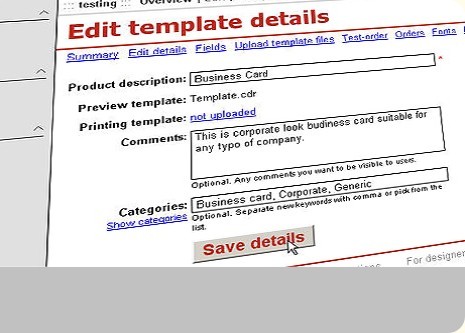 ::: testing ::: Overview |
Edit template details
Summary Edit details Fields Upload template files Test-order Orders Fonts
Product description: Business Card *
Preview template: Template.cdr
Printing template: not uploaded
Comments: This is corporate look budiness card suitable for
any typo of company.
Optional. Any comments you want to be visible to users.
Categories: Business card, Corporate, Generic
Show categories Optional. Separate new keywords with comma or pick from the
list.
Save details
For designer